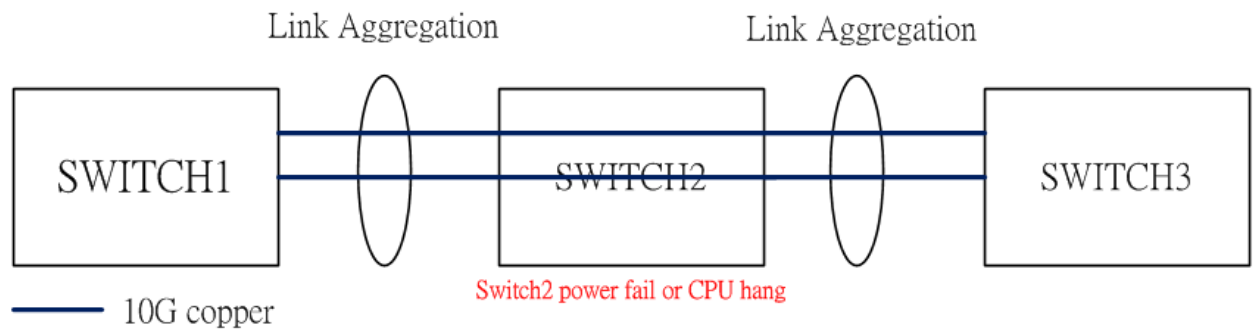 Link Aggregation
Link Aggregation
SWITCH1
SWITCH2
SWITCH3
Switch2 power fail or CPU hang
10G copper